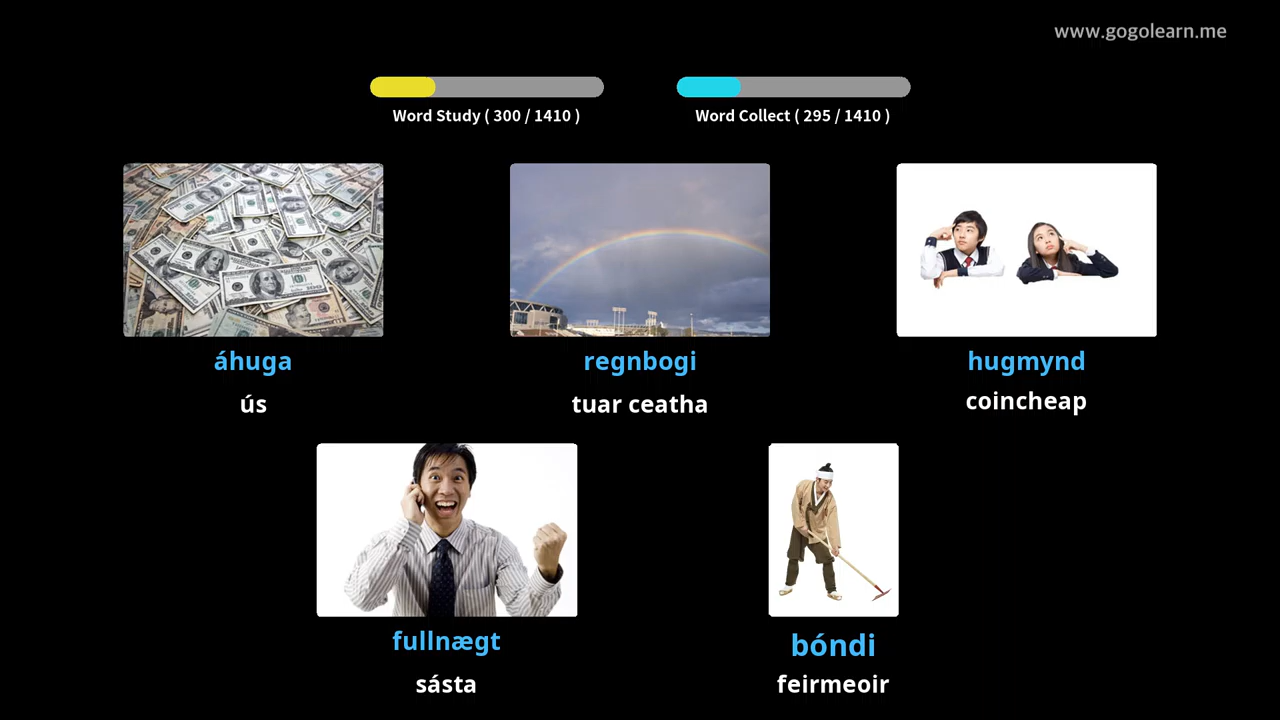 www.gogolearn.me
Word Study ( 300 / 1410 )
Word Collect ( 295 / 1410 )
áhuga
regnbogi
hugmynd
ús
tuar ceatha
coincheap
fullnægt
bóndi
sásta
feirmeoir